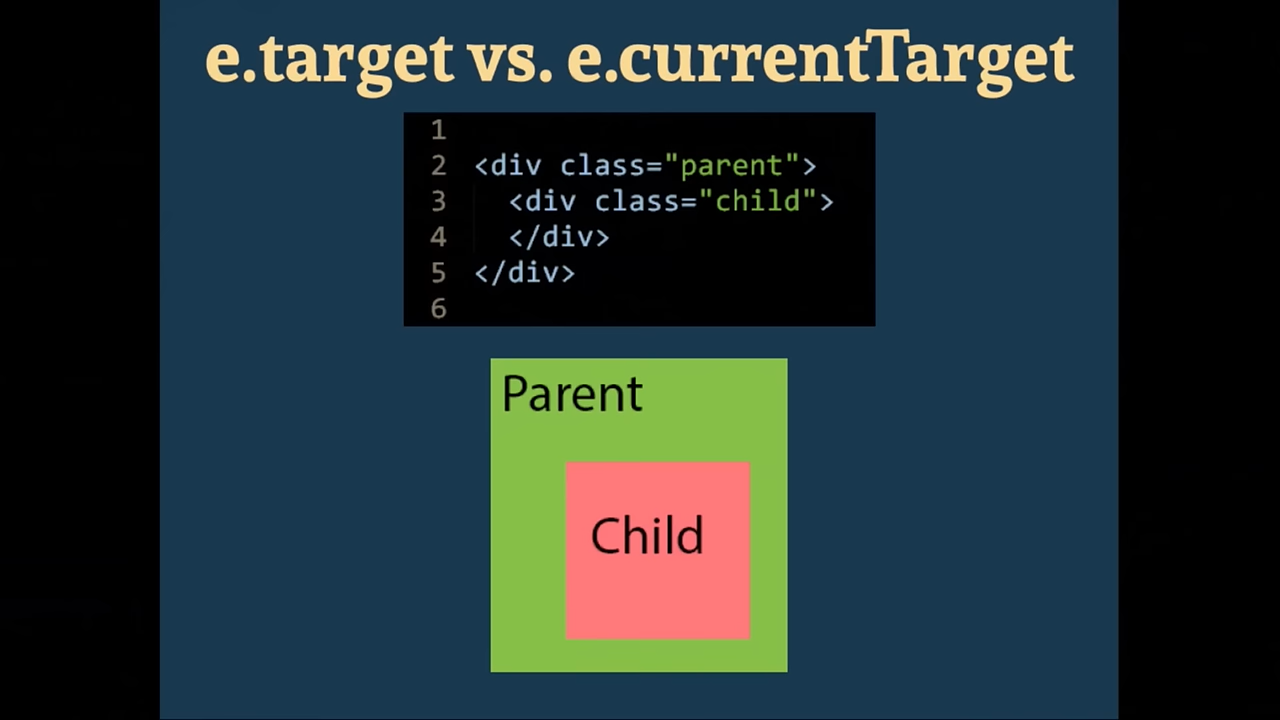 e.target vs. e.currentTarget
1
2 <div class="parent">
3 <div class="child">
4 </div>
5 </div>
6
Parent
Child